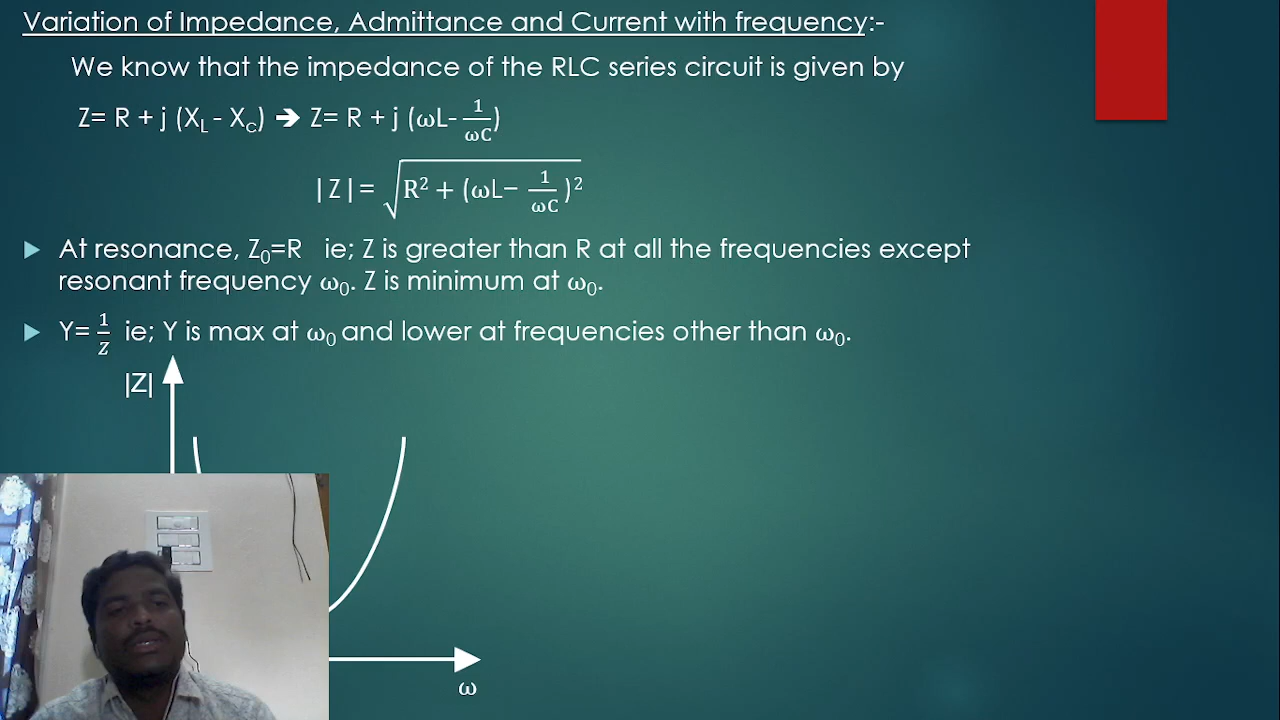 Variation of Impedance, Admittance and Current with frequency:-
We know that the impedance of the RLC series circuit is given by
Z= R + j (X_L - X_C) ➔ Z= R + j (ωL- 1/ωC)
|Z|= √(R² + (ωL− 1/ωC)²)
At resonance, Z₀=R ie; Z is greater than R at all the frequencies except
resonant frequency ω₀. Z is minimum at ω₀.
Y= 1/Z ie; Y is max at ω₀ and lower at frequencies other than ω₀.
|Z|
ω